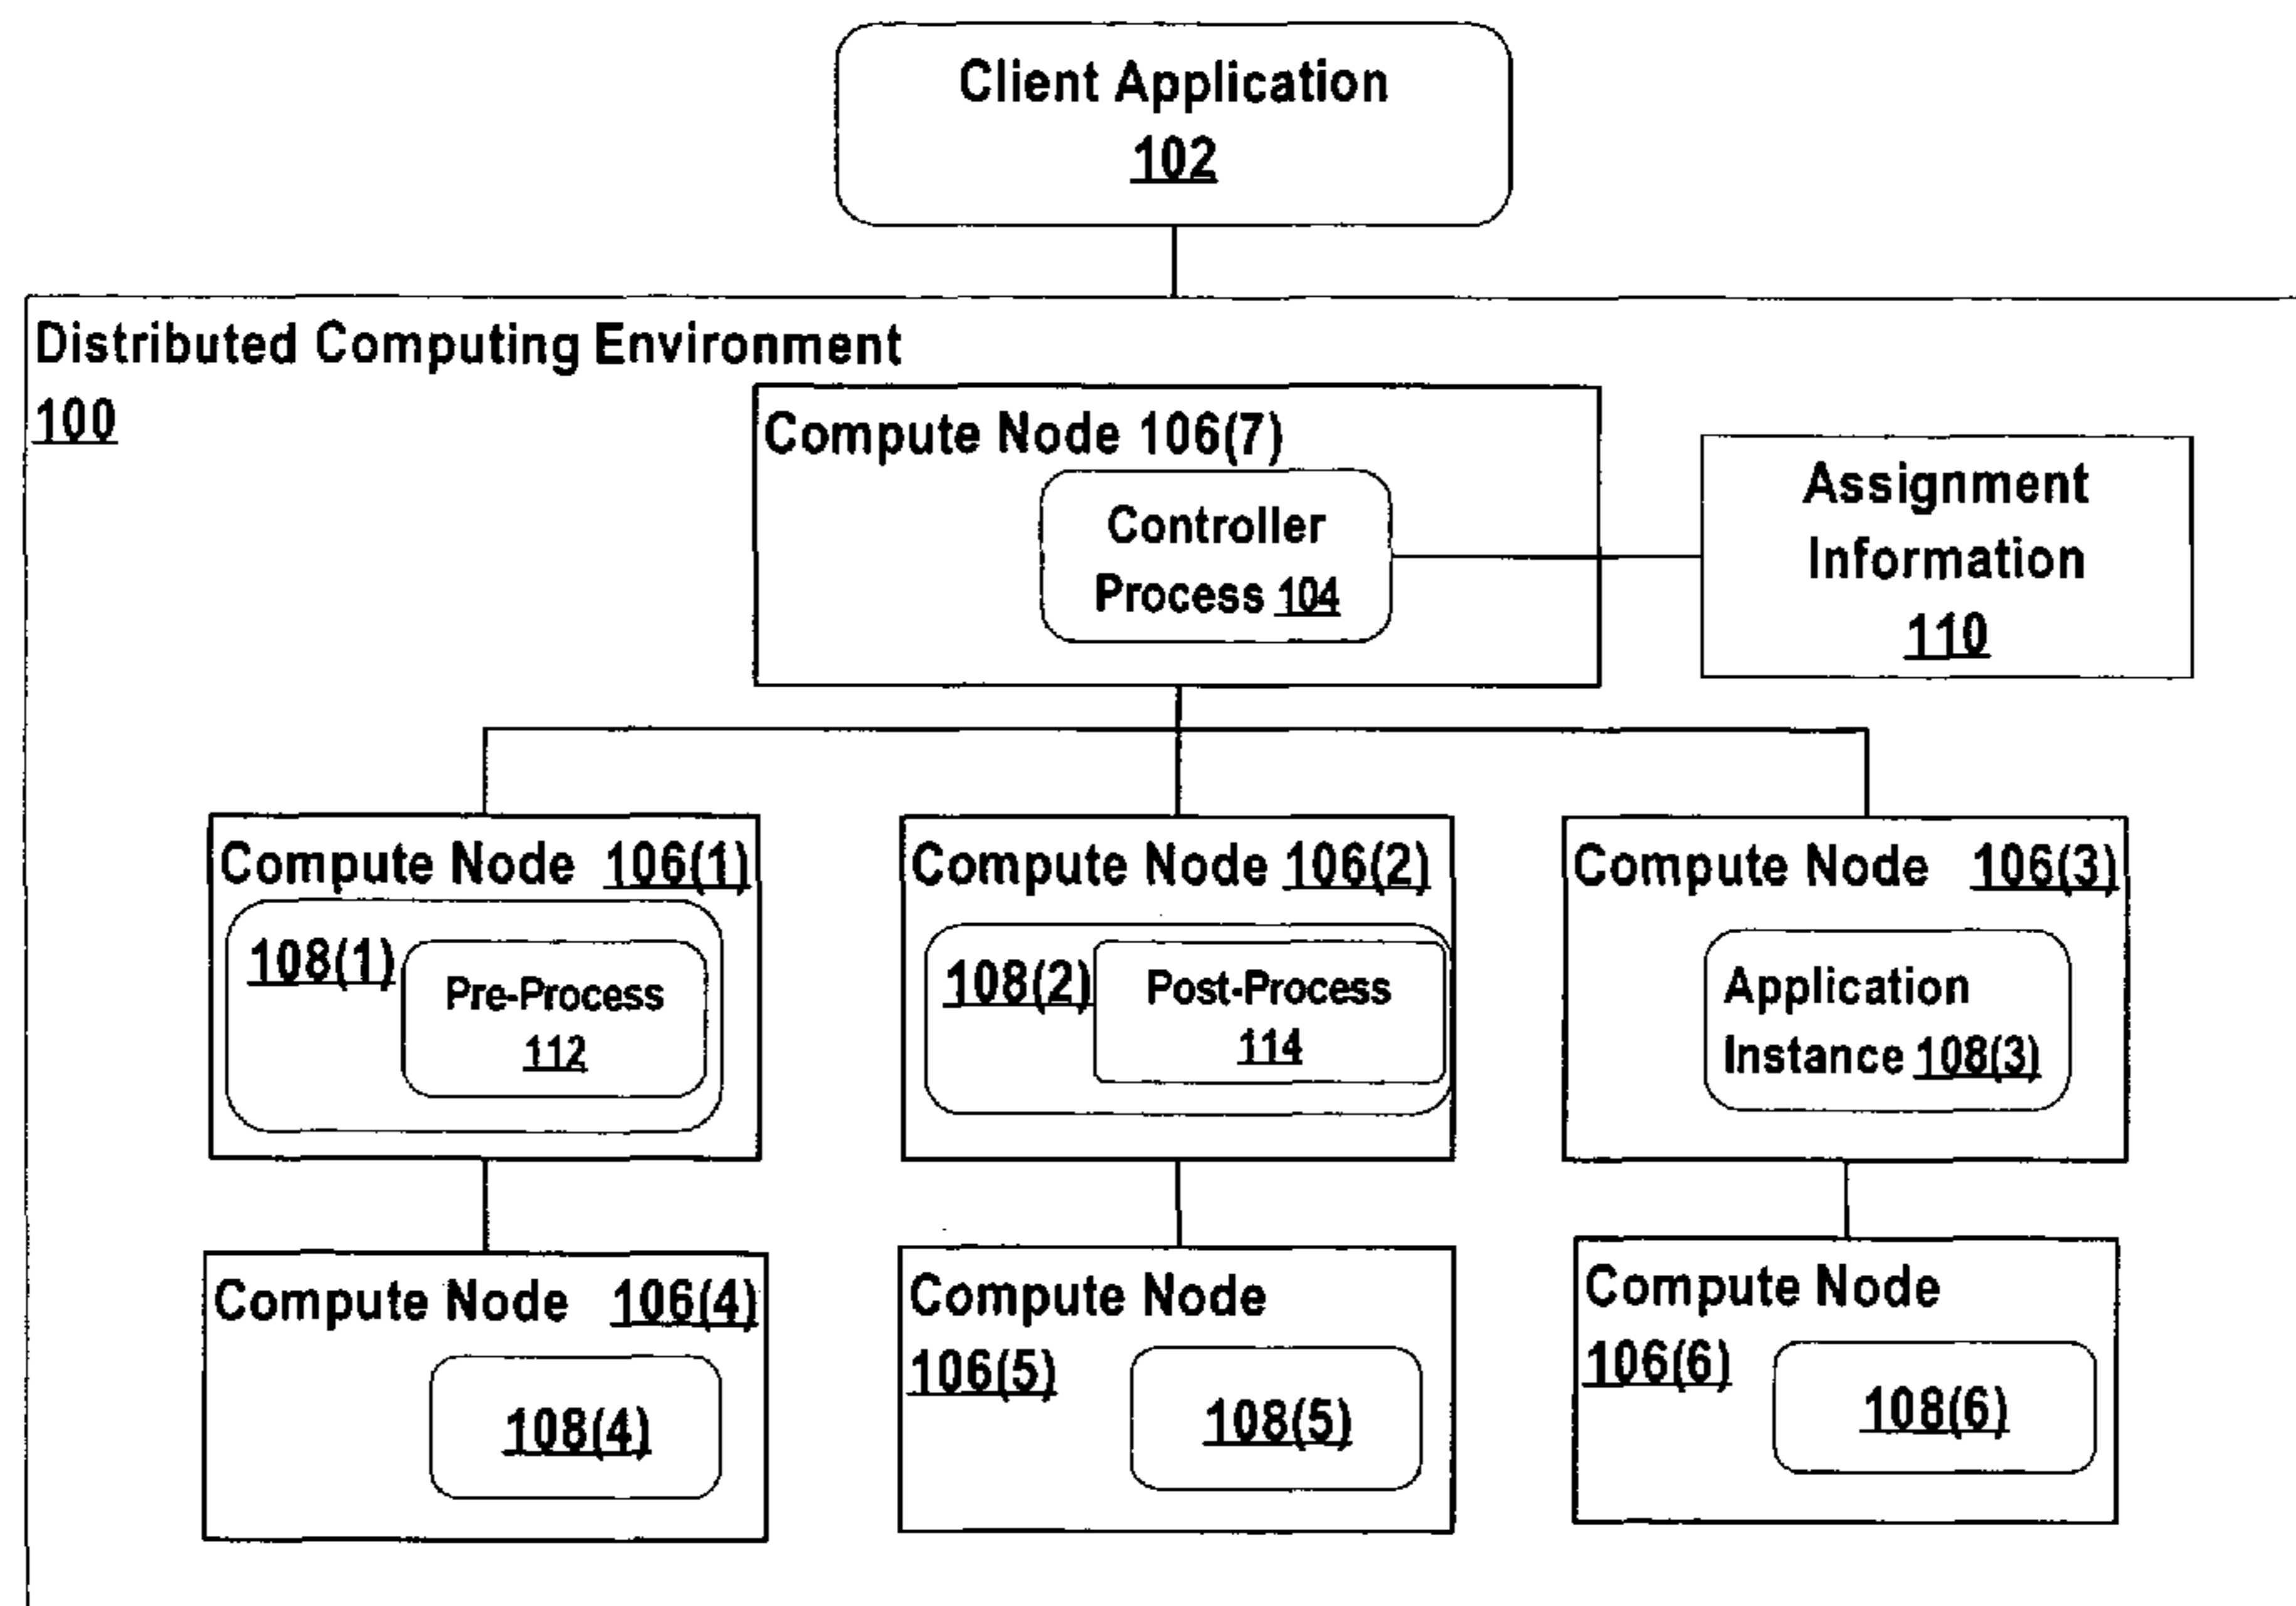 Client Application
102
Distributed Computing Environment
100
Compute Node 106(7)
Controller
Process 104
Assignment
Information
110
Compute Node 106(1)
108(1)
Pre-Process
112
Compute Node 106(2)
108(2)
Post-Process
114
Compute Node 106(3)
Application
Instance 108(3)
Compute Node 106(4)
108(4)
Compute Node
106(5)
108(5)
Compute Node
106(6)
108(6)